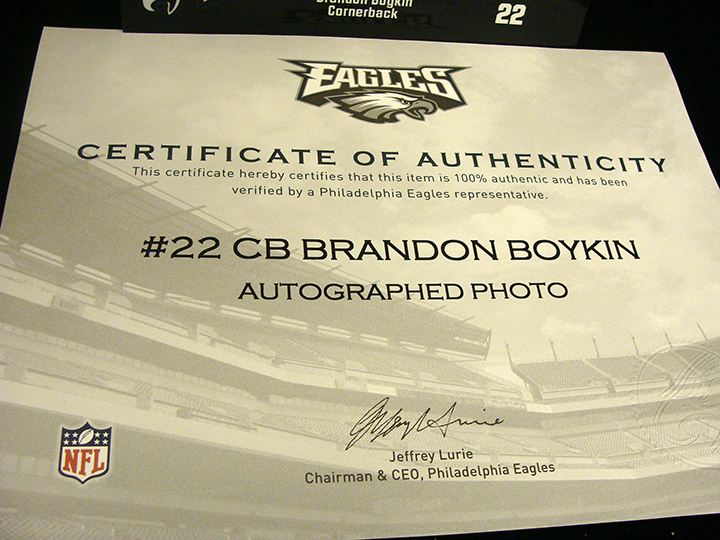 Brandon Boykin
Cornerback
22
EAGLES
CERTIFICATE OF AUTHENTICITY
This certificate hereby certifies that this item is 100% authentic and has been
verified by a Philadelphia Eagles representative.
#22 CB BRANDON BOYKIN
AUTOGRAPHED PHOTO
NFL
Jeffrey Lurie
Chairman & CEO, Philadelphia Eagles